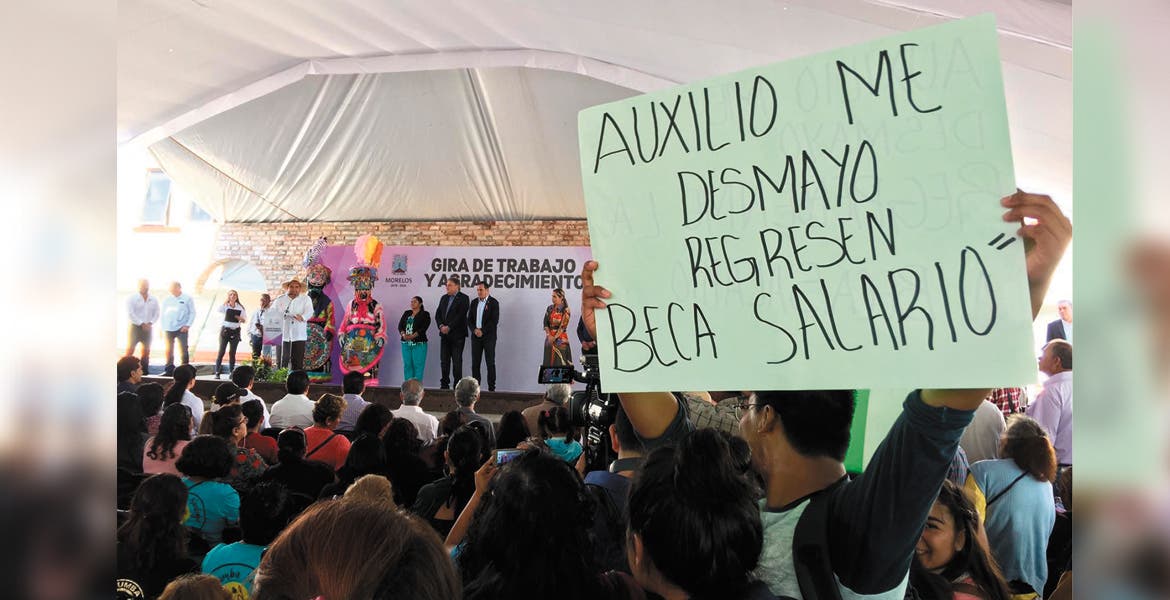 AUXILIO ME
DESMAYO
REGRESEN
BECA SALARIO"
GIRA DE TRABAJO
Y AGRADECIMIENTO
MORELOS